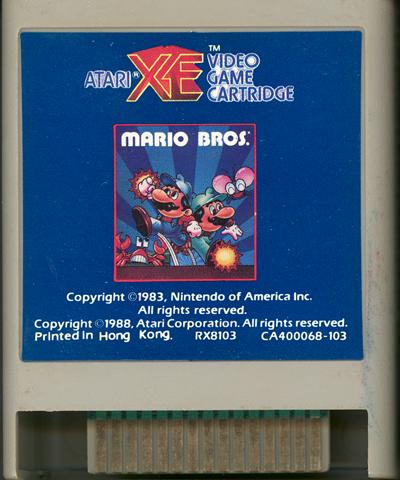 ATARI® XE™ VIDEO
GAME
CARTRIDGE
MARIO BROS.
Copyright ©1983, Nintendo of America Inc.
All rights reserved.
Copyright ©1988, Atari Corporation. All rights reserved.
Printed in Hong Kong. RX8103 CA400068-103